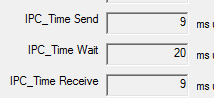 IPC_Time Send 9 ms
IPC_Time Wait 20 ms
IPC_Time Receive 9 ms